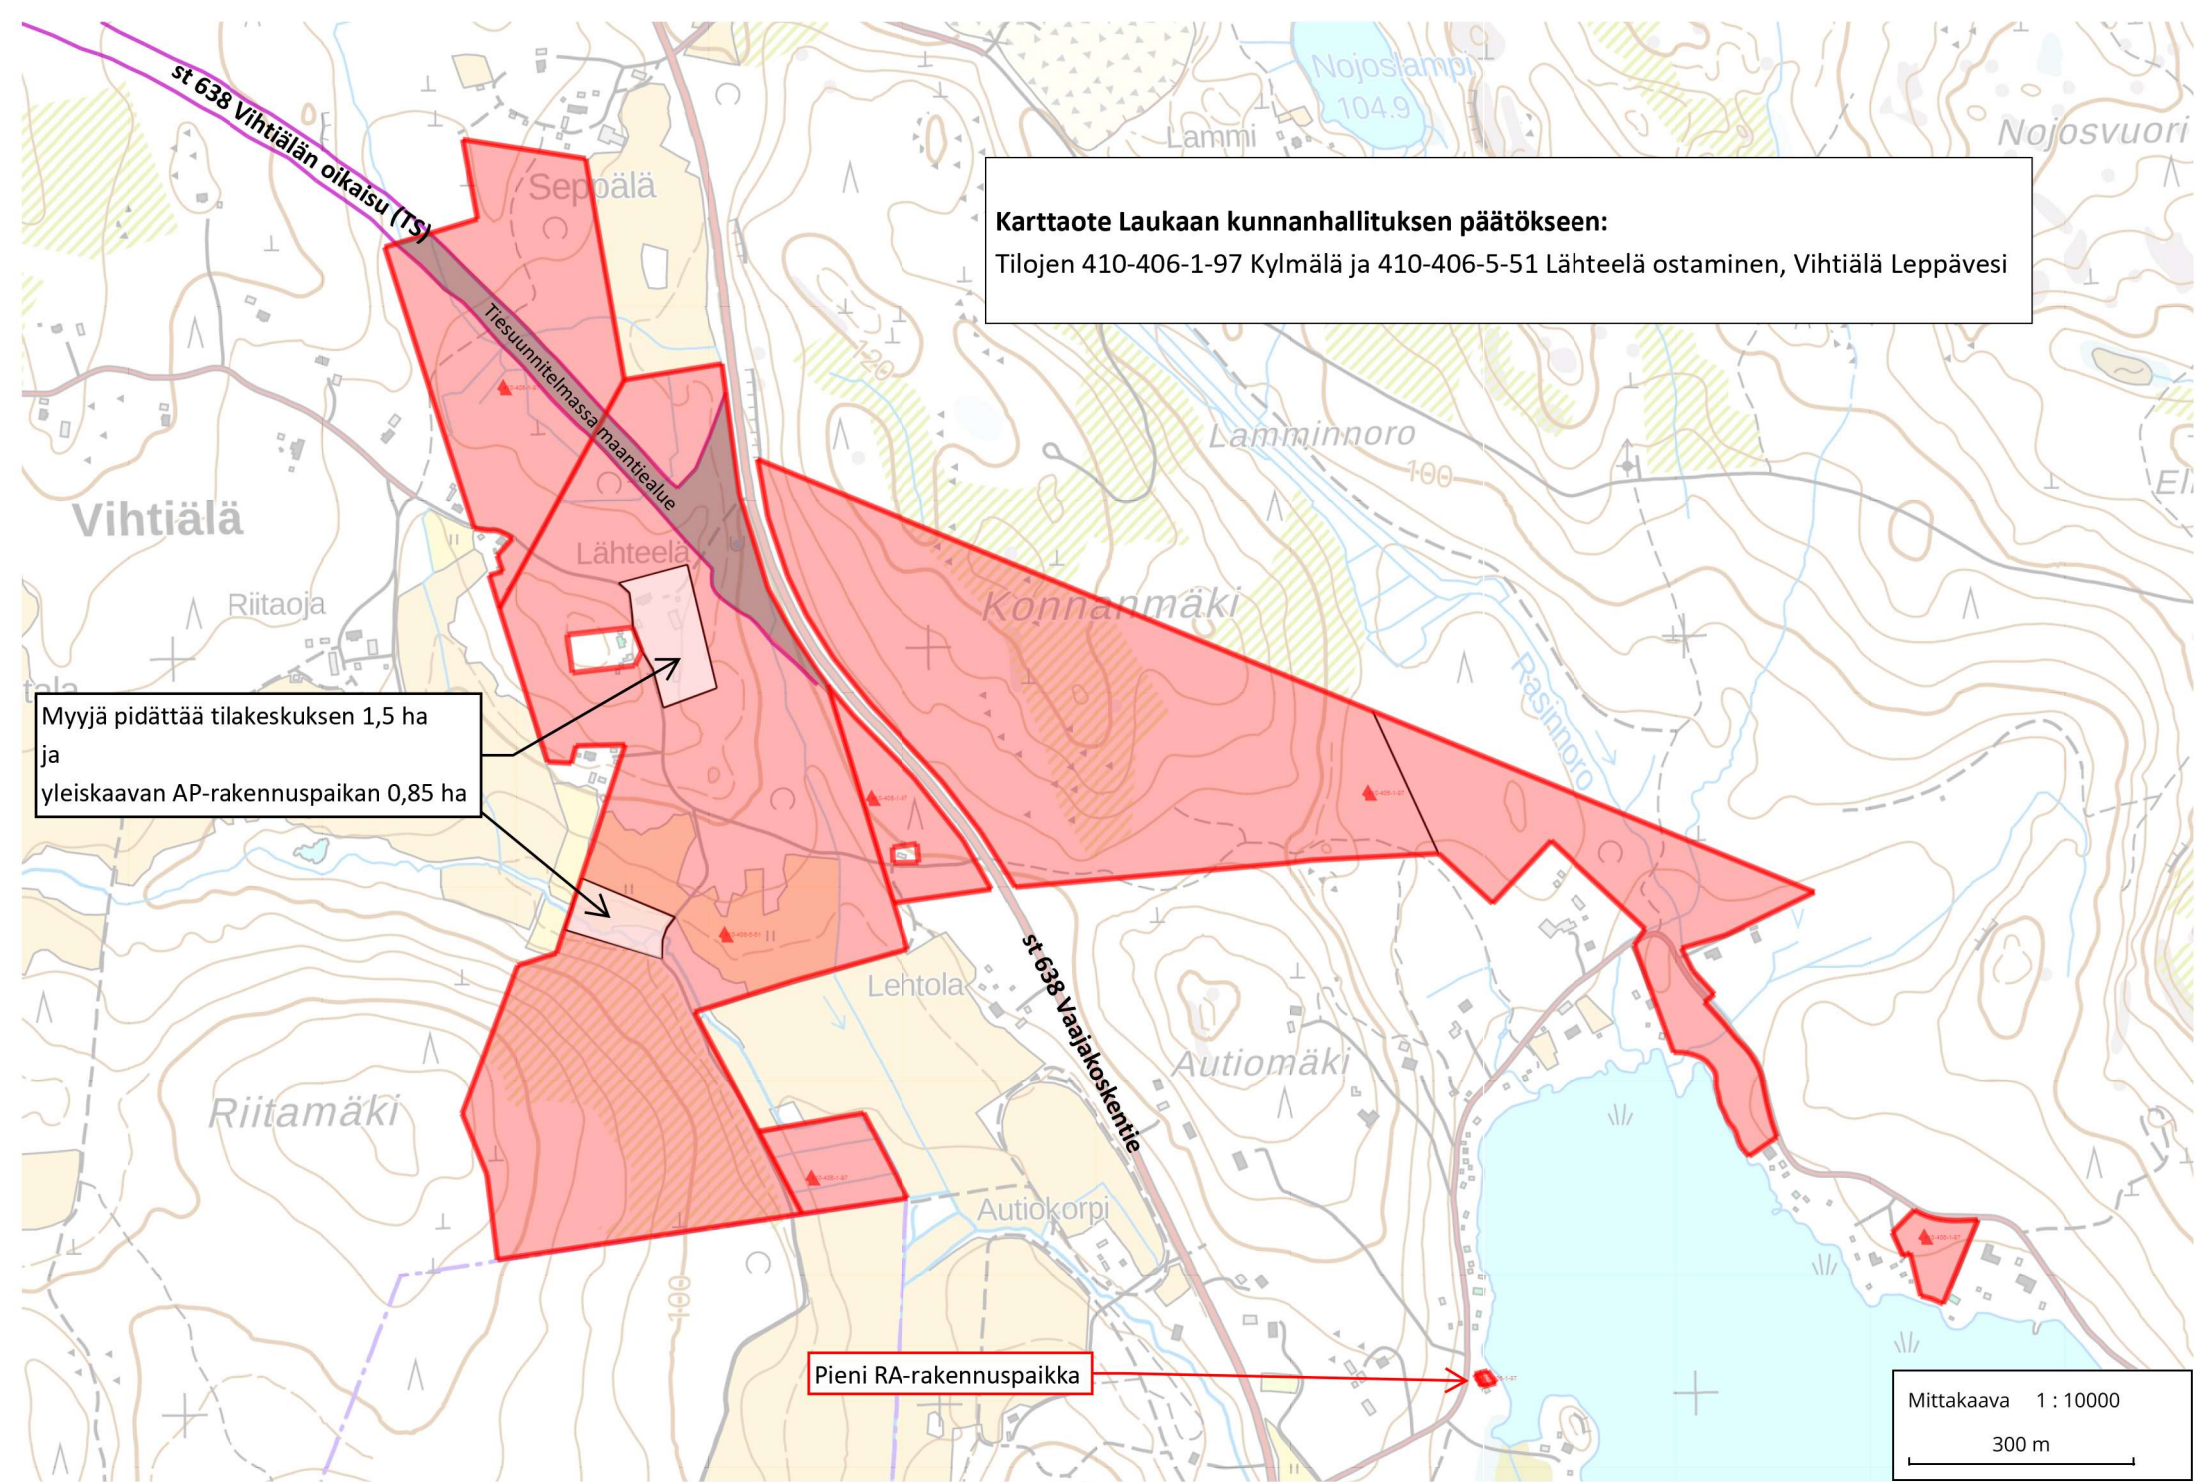 st 638 Vihtiälän oikaisu (TS)
Nojoslampi
104.9
Lammi
Nojosvuori
Seppälä
Karttaote Laukaan kunnanhallituksen päätökseen:
Tilojen 410-406-1-97 Kylmälä ja 410-406-5-51 Lähteelä ostaminen, Vihtiälä Leppävesi
Tiesuunnitelmassa maantiealue
120
Lamminnoro
100
Vihtiälä
Lähteelä
Riitaoja
Konnanmäki
Rasinnoro
Myyjä pidättää tilakeskuksen 1,5 ha
ja
yleiskaavan AP-rakennuspaikan 0,85 ha
Lehtola
st 638 Vaajakoskentie
Autiomäki
Riitamäki
Autiokorpi
100
Pieni RA-rakennuspaikka
Mittakaava 1 : 10000
300 m